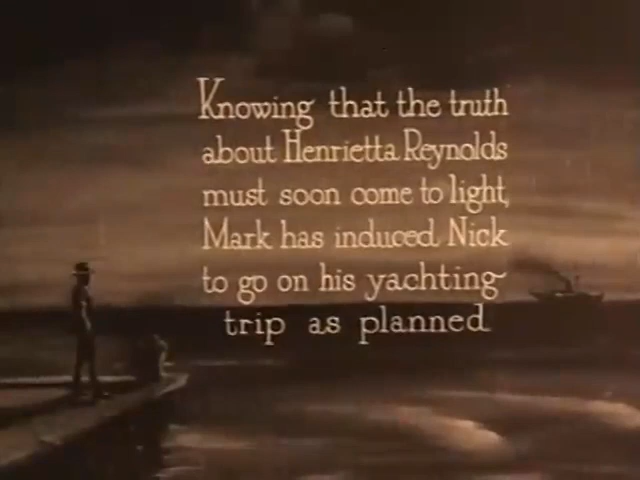 Knowing that the truth
about Henrietta Reynolds
must soon come to light,
Mark has induced Nick
to go on his yachting
trip as planned